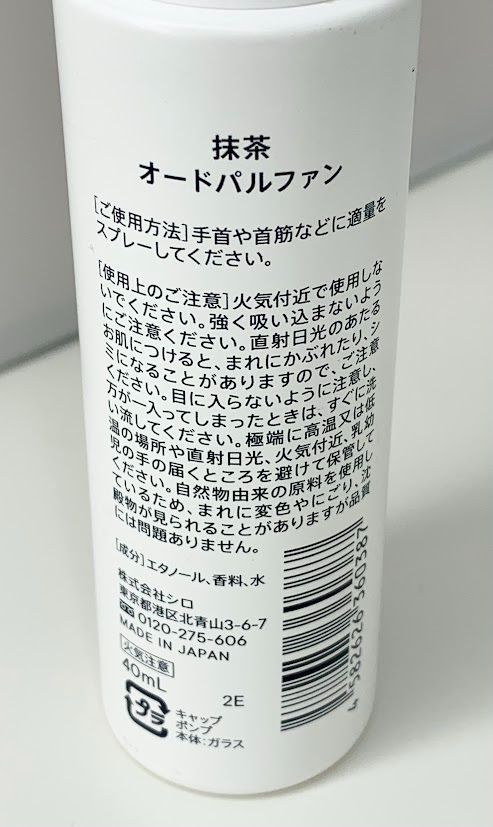 抹茶
オードパルファン
[ご使用方法]手首や首筋などに適量を
スプレーしてください。
[使用上のご注意]火気付近で使用しな
いでください。強く吸い込まないよう
にご注意ください。直射日光のあたる
お肌につけると、まれにかぶれたり、シ
ミになることがありますので、ご注意
ください。目に入らないように注意し、
万が一入ってしまったときは、すぐに洗
い流してください。極端に高温又は低
温の場所や直射日光、火気付近、乳幼
児の手の届くところを避けて保管して
ください。自然物由来の原料を使用し
ているため、まれに変色やにごり、沈
殿物が見られることがありますが品質
には問題ありません。
[成分]エタノール、香料、水
株式会社シロ
東京都港区北青山3-6-7
0120-275-606
MADE IN JAPAN
火気注意
40mL
2E
プラ
キャップ
ポンプ
本体:ガラス
4 582626 360387